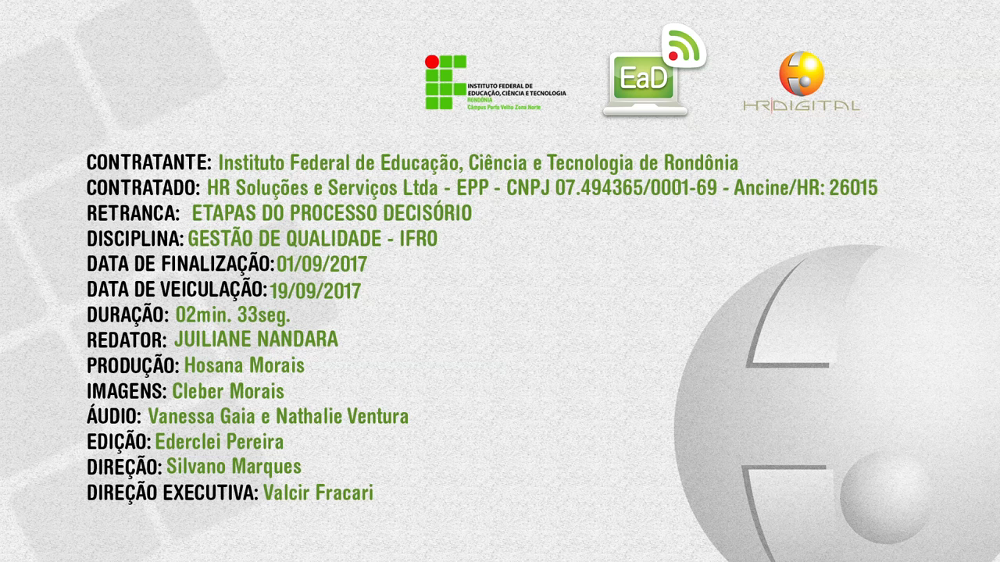 INSTITUTO FEDERAL DE
EDUCAÇÃO, CIÊNCIA E TECNOLOGIA
RONDÔNIA
Câmpus Porto Velho Zona Norte
EaD
HR|DIGITAL
CONTRATANTE: Instituto Federal de Educação, Ciência e Tecnologia de Rondônia
CONTRATADO: HR Soluções e Serviços Ltda - EPP - CNPJ 07.494365/0001-69 - Ancine/HR: 26015
RETRANCA: ETAPAS DO PROCESSO DECISÓRIO
DISCIPLINA: GESTÃO DE QUALIDADE - IFRO
DATA DE FINALIZAÇÃO: 01/09/2017
DATA DE VEICULAÇÃO: 19/09/2017
DURAÇÃO: 02min. 33seg.
REDATOR: JUILIANE NANDARA
PRODUÇÃO: Hosana Morais
IMAGENS: Cleber Morais
ÁUDIO: Vanessa Gaia e Nathalie Ventura
EDIÇÃO: Ederclei Pereira
DIREÇÃO: Silvano Marques
DIREÇÃO EXECUTIVA: Valcir Fracari